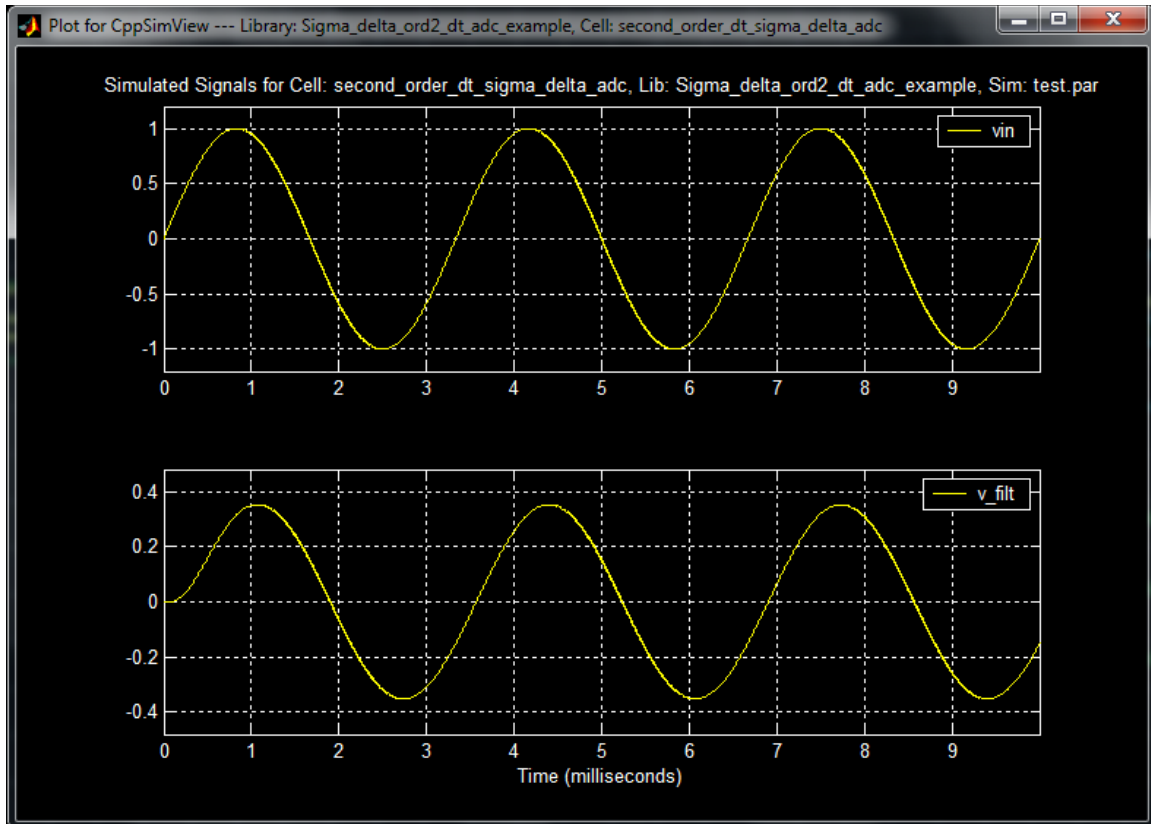 Plot for CppSimView --- Library: Sigma_delta_ord2_dt_adc_example, Cell: second_order_dt_sigma_delta_adc
Simulated Signals for Cell: second_order_dt_sigma_delta_adc, Lib: Sigma_delta_ord2_dt_adc_example, Sim: test.par
vin
1
0.5
0
-0.5
-1
0 1 2 3 4 5 6 7 8 9
v_filt
0.4
0.2
0
-0.2
-0.4
0 1 2 3 4 5 6 7 8 9
Time (milliseconds)